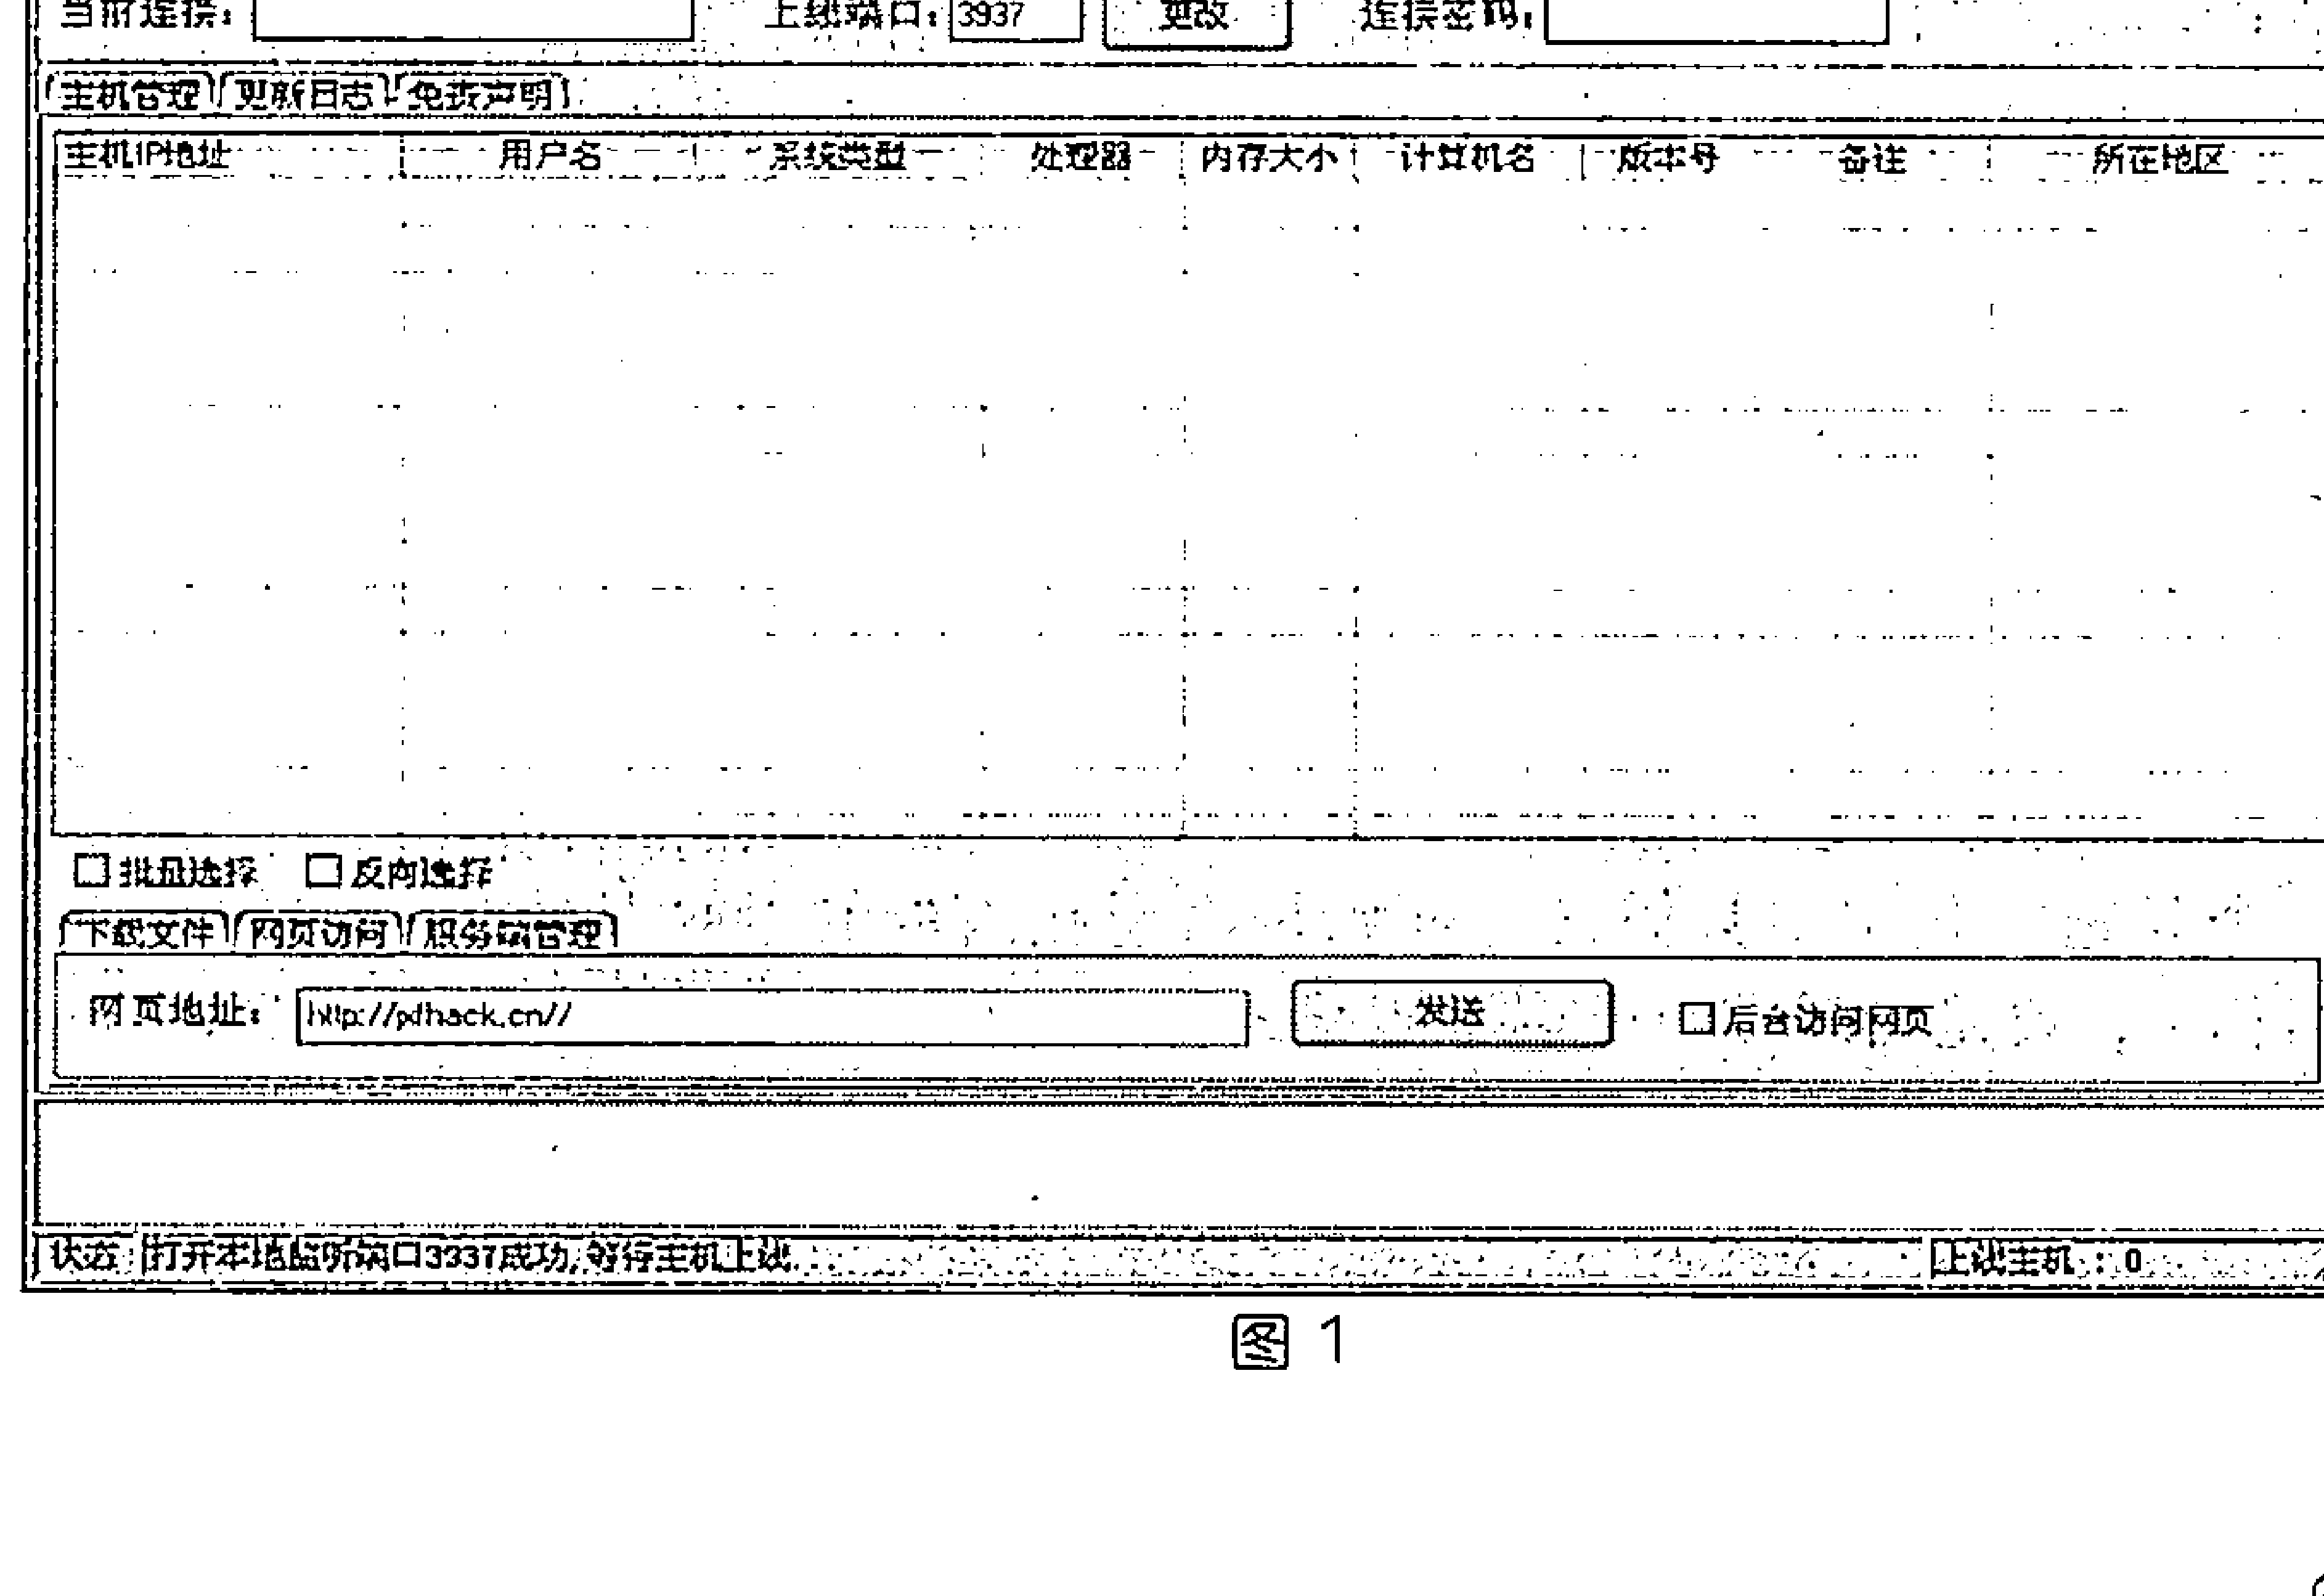 当前连接: 上线端口: 3937 更改 连接密码:
主机管理 更新日志 免责声明
主机IP地址 用户名 系统类型 处理器 内存大小 计算机名 版本号 备注 所在地区
批量选择 反向选择
下载文件 网页访问 服务端管理
网页地址: http://pdhack.cn// 发送 后台访问网页
状态: 打开本地监听端口3937成功,等待主机上线... 上线主机: 0
图 1